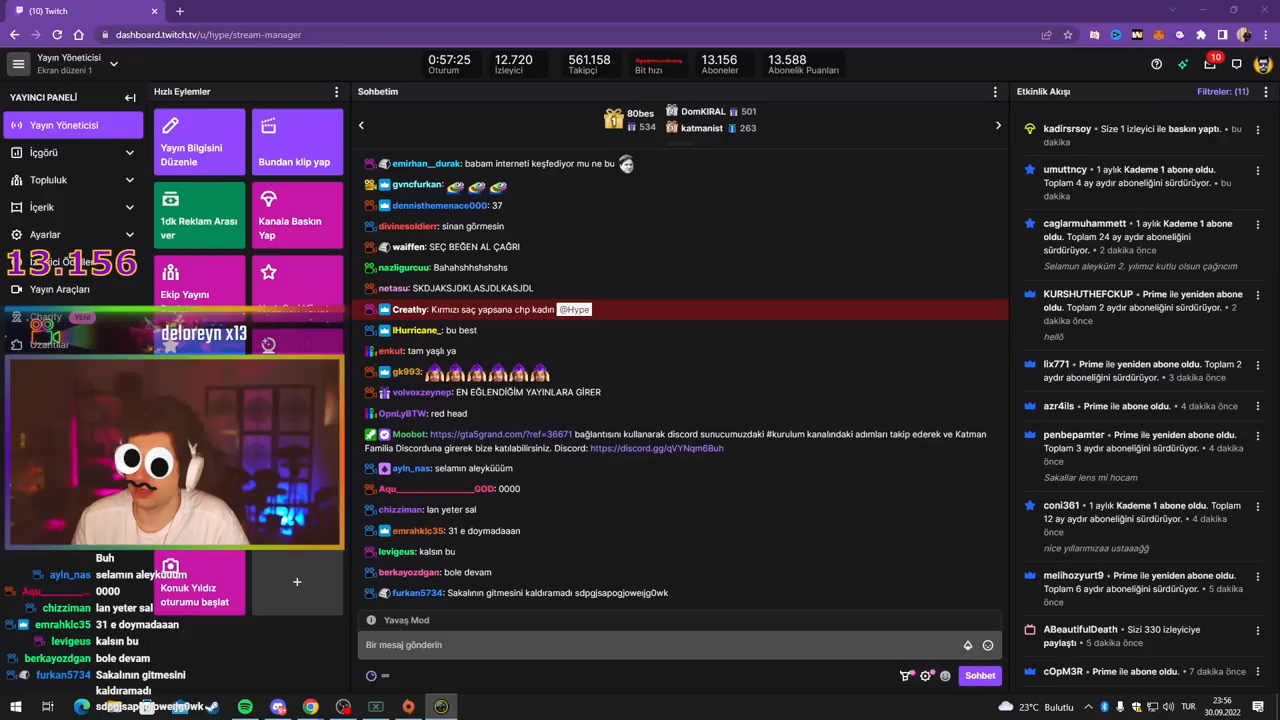 (10) Twitch
dashboard.twitch.tv/u/hype/stream-manager
Yayın Yöneticisi
Ekran düzeni 1
0:57:25
Oturum
12.720
İzleyici
561.158
Takipçi
Bit hızı
13.156
Aboneler
13.588
Abonelik Puanları
10
YAYINCI PANELİ
Yayın Yöneticisi
İçgörü
Topluluk
İçerik
Ayarlar
13.156
Yayın Araçları
Charity YENİ
Uzantılar
deloreyn x13
Hızlı Eylemler
Yayın Bilgisini
Düzenle
Bundan klip yap
1dk Reklam Arası
ver
Kanala Baskın
Yap
Ekip Yayını
Konuk Yıldız
oturumu başlat
Buh
ayln_nas selamın aleyküüüm
0000
chizziman lan yeter sal
emrahklc35 31 e doymadaaan
levigeus kalsın bu
berkayozdgan bole devam
furkan5734 Sakalının gitmesini
kaldıramadı
sdpgjsapogjoweıjg0wk
Sohbetim
1
80bes
534
2 DomKIRAL 501
3 katmanist 263
emirhan__durak: babam interneti keşfediyor mu ne bu
gvncfurkan:
dennisthemenace000: 37
divinesoldierr: sinan görmesin
waiffen: SEÇ BEĞEN AL ÇAĞRI
nazligurcuu: Bahahshhshshshs
netasu: SKDJAKSJDKLASJDLKASJDL
Creathy: Kırmızı saç yapsana chp kadın @Hype
IHurricane_: bu best
enkut: tam yaşlı ya
gk993:
volvoxzeynep: EN EĞLENDİĞİM YAYINLARA GİRER
OpnLyBTW: red head
Moobot: https://gta5grand.com/?ref=36671 bağlantısını kullanarak discord sunucumuzdaki #kurulum kanalındaki adımları takip ederek ve Katman
Familia Discorduna girerek bize katılabilirsiniz. Discord: https://discord.gg/qVYNqm6Buh
ayln_nas: selamın aleyküüüm
Aqu____________________GOD: 0000
chizziman: lan yeter sal
emrahklc35: 31 e doymadaaan
levigeus: kalsın bu
berkayozdgan: bole devam
furkan5734: Sakalının gitmesini kaldıramadı sdpgjsapogjoweıjg0wk
Yavaş Mod
Bir mesaj gönderin
∞
Sohbet
Etkinlik Akışı
Filtreler: (11)
kadirsrsoy • Size 1 izleyici ile baskın yaptı. • bu
dakika
umuttncy • 1 aylık Kademe 1 abone oldu.
Toplam 4 ay aydır aboneliğini sürdürüyor. • bu
dakika
caglarmuhammett • 1 aylık Kademe 1 abone
oldu. Toplam 24 ay aydır aboneliğini
sürdürüyor. • 2 dakika önce
Selamun aleyküm 2. yılımız kutlu olsun çağrıcım
KURSHUTHEFCKUP • Prime ile yeniden abone
oldu. Toplam 2 aydır aboneliğini sürdürüyor. • 2
dakika önce
hellö
lix771 • Prime ile yeniden abone oldu. Toplam 2
aydır aboneliğini sürdürüyor. • 3 dakika önce
azr4ils • Prime ile abone oldu. • 4 dakika önce
penbepamter • Prime ile yeniden abone oldu.
Toplam 3 aydır aboneliğini sürdürüyor. • 4 dakika
önce
Sakallar lens mi hocam
coni361 • 1 aylık Kademe 1 abone oldu. Toplam
12 ay aydır aboneliğini sürdürüyor. • 4 dakika
önce
nice yıllarımızaa ustaaağğ
melihozyurt9 • Prime ile yeniden abone oldu.
Toplam 6 aydır aboneliğini sürdürüyor. • 5 dakika
önce
ABeautifulDeath • Sizi 330 izleyiciye
paylaştı • 5 dakika önce
cOpM3R • Prime ile abone oldu. • 7 dakika önce
23°C Bulutlu
TUR
23:56
30.09.2022